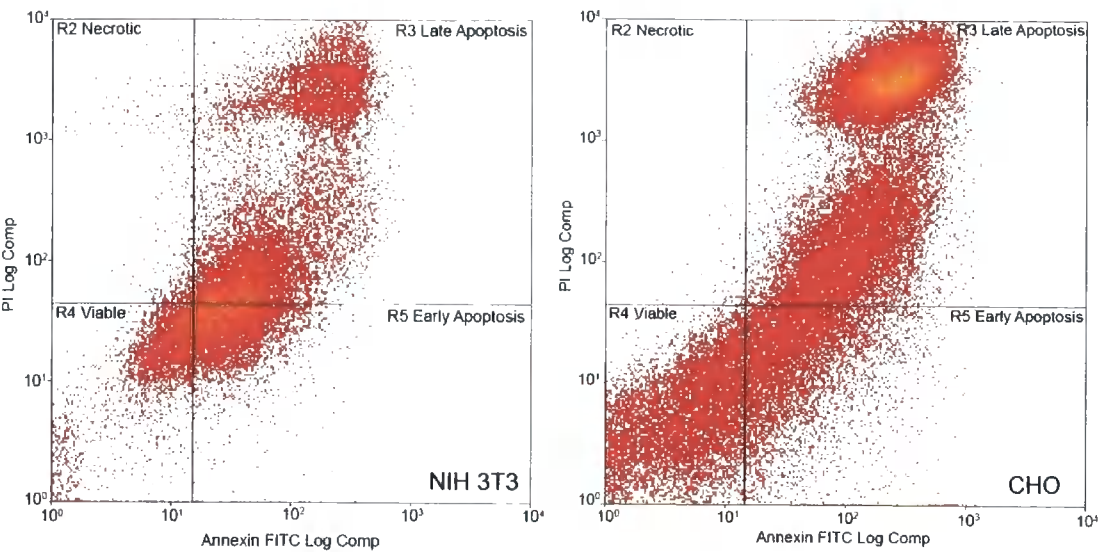 10⁴
R2 Necrotic
R3 Late Apoptosis
10³
PI Log Comp
10²
R4 Viable
R5 Early Apoptosis
10¹
NIH 3T3
10⁰
10⁰ 10¹ 10² 10³ 10⁴
Annexin FITC Log Comp
10⁴
R2 Necrotic
R3 Late Apoptosis
10³
PI Log Comp
10²
R4 Viable
R5 Early Apoptosis
10¹
CHO
10⁰
10⁰ 10¹ 10² 10³ 10⁴
Annexin FITC Log Comp